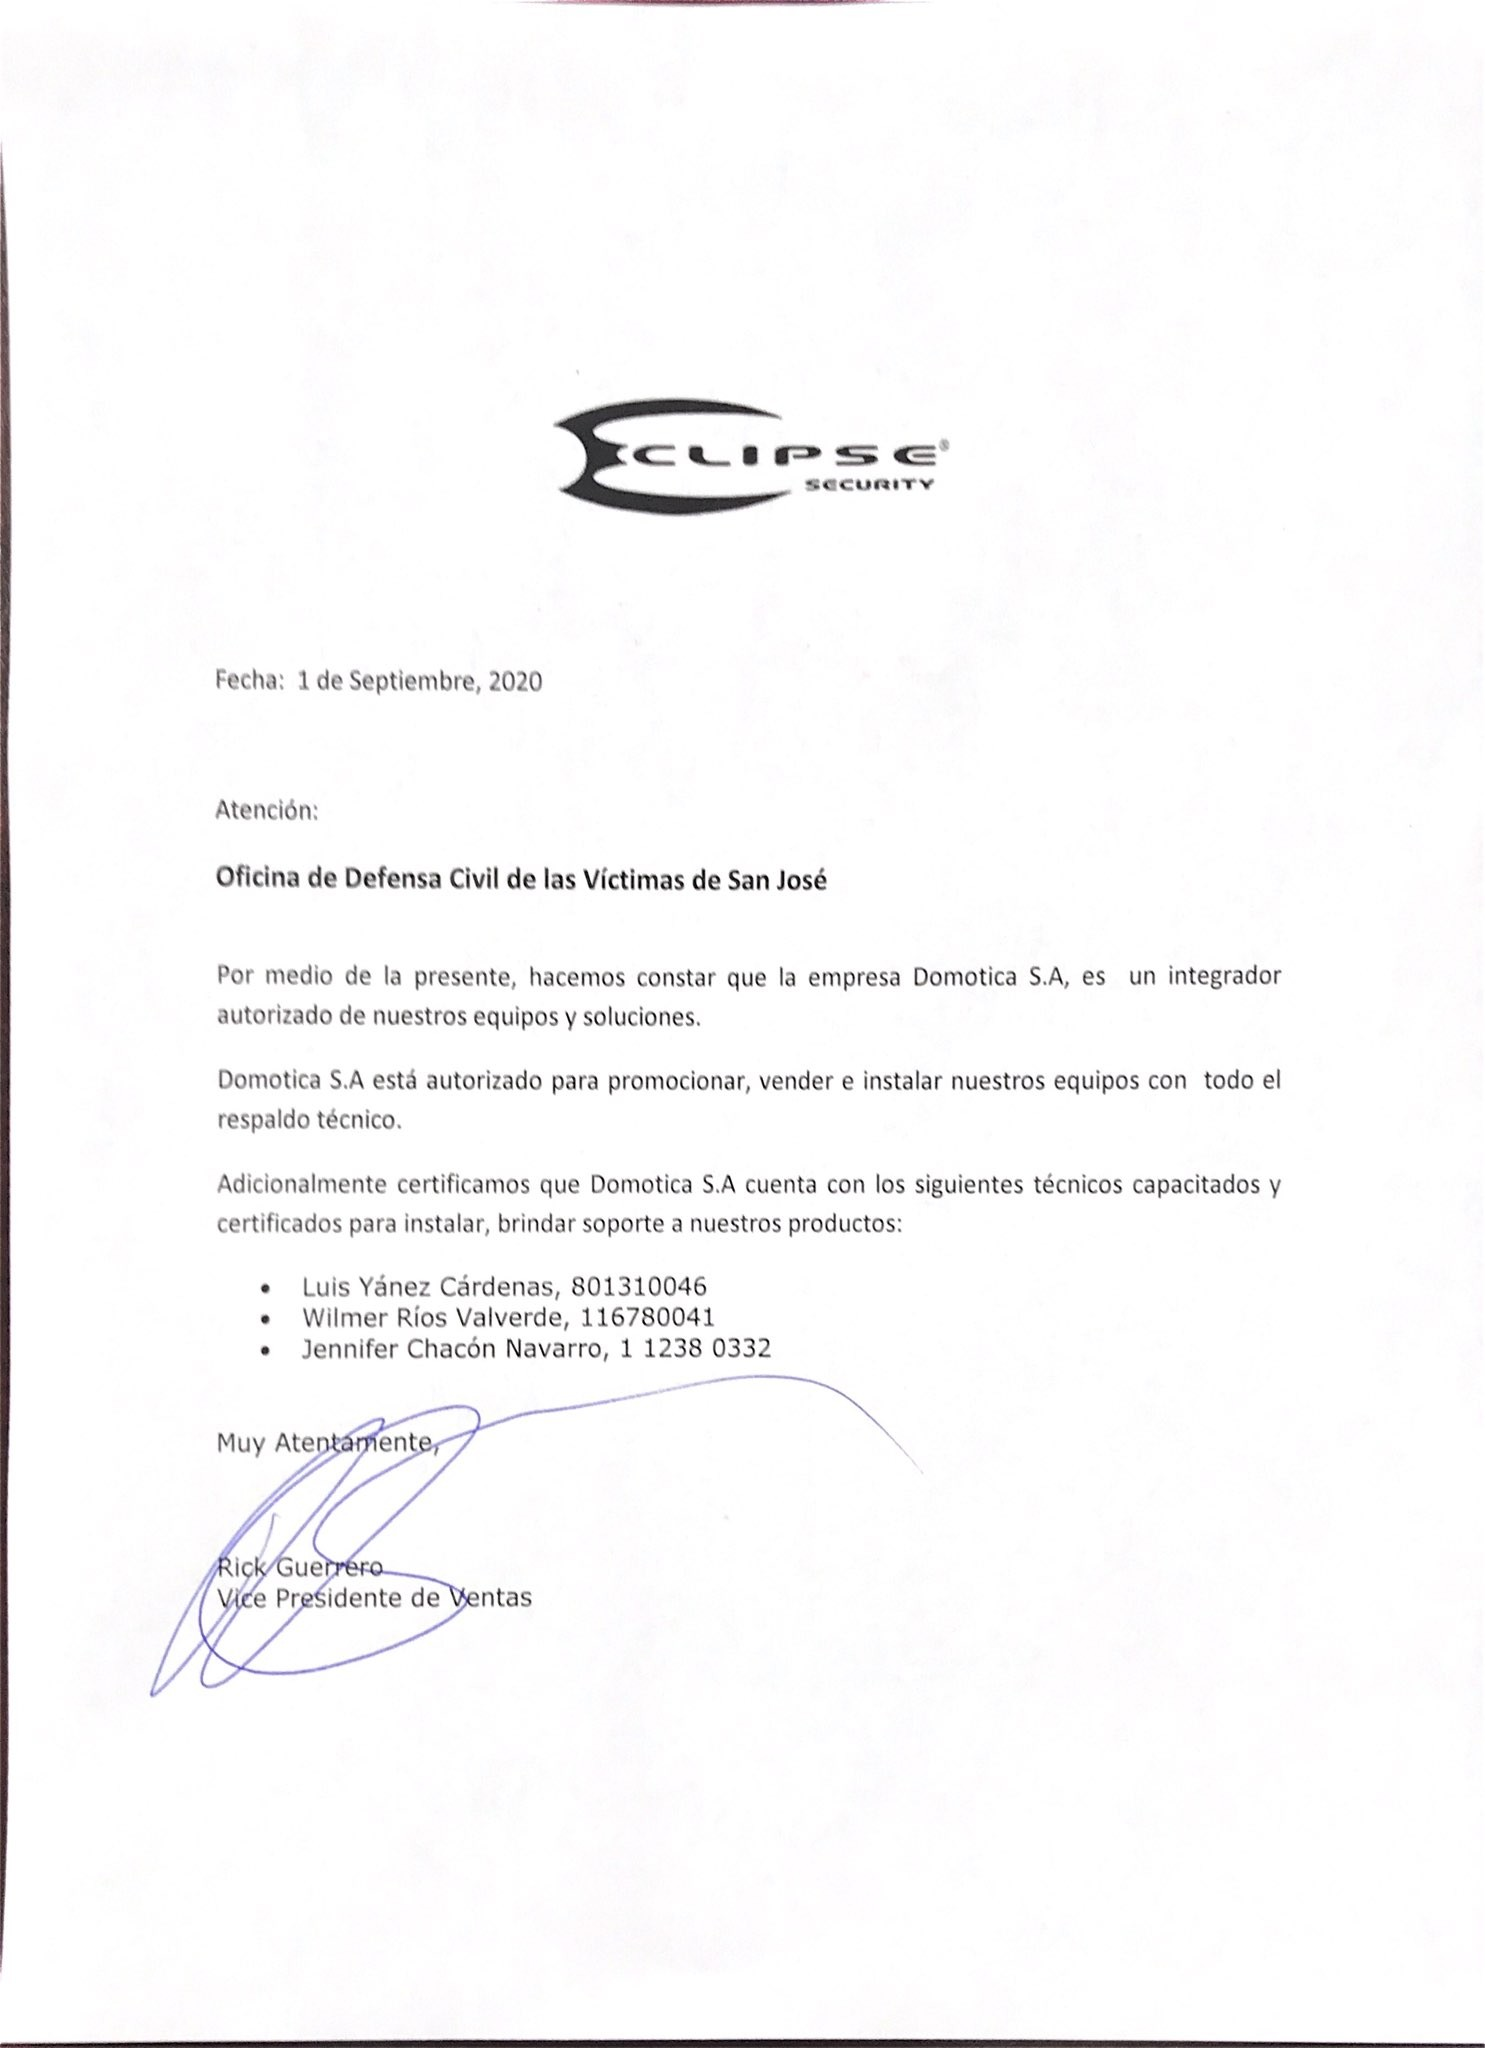 ECLIPSE®
SECURITY
Fecha: 1 de Septiembre, 2020
Atención:
Oficina de Defensa Civil de las Víctimas de San José
Por medio de la presente, hacemos constar que la empresa Domotica S.A, es un integrador
autorizado de nuestros equipos y soluciones.
Domotica S.A está autorizado para promocionar, vender e instalar nuestros equipos con todo el
respaldo técnico.
Adicionalmente certificamos que Domotica S.A cuenta con los siguientes técnicos capacitados y
certificados para instalar, brindar soporte a nuestros productos:
• Luis Yánez Cárdenas, 801310046
• Wilmer Ríos Valverde, 116780041
• Jennifer Chacón Navarro, 1 1238 0332
Muy Atentamente,
Rick Guerrero
Vice Presidente de Ventas